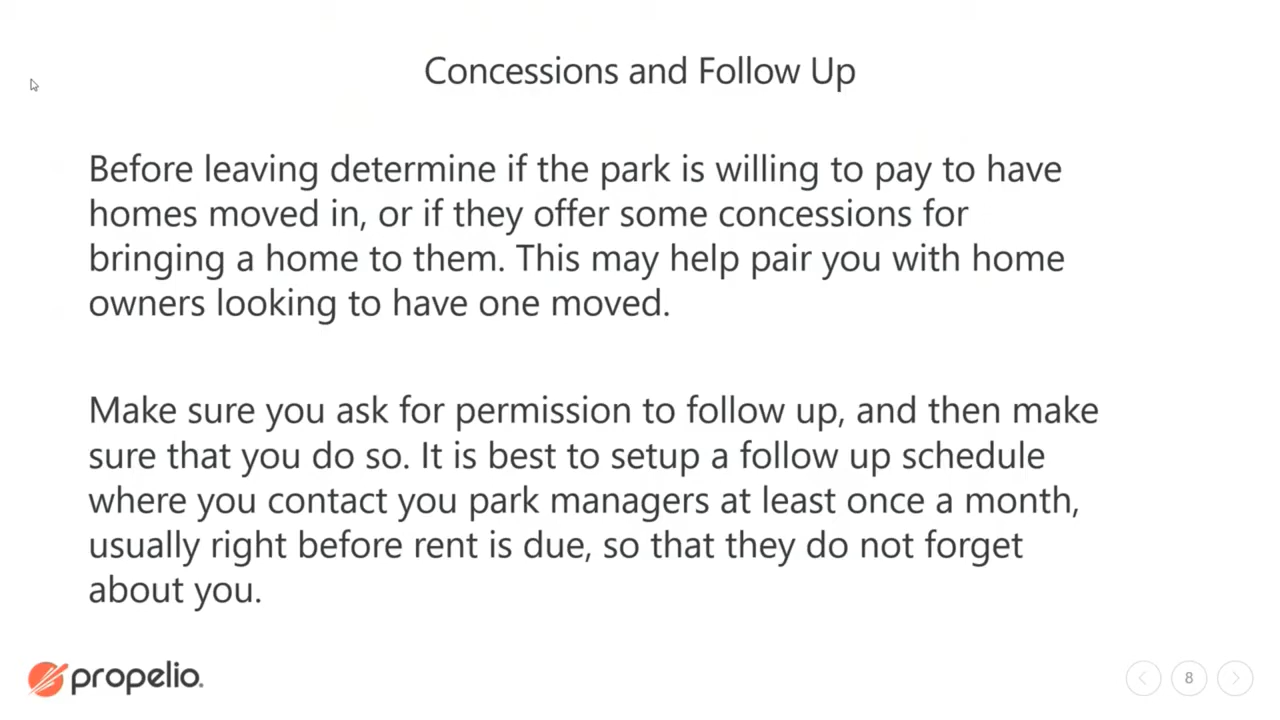 Concessions and Follow Up
Before leaving determine if the park is willing to pay to have
homes moved in, or if they offer some concessions for
bringing a home to them. This may help pair you with home
owners looking to have one moved.
Make sure you ask for permission to follow up, and then make
sure that you do so. It is best to setup a follow up schedule
where you contact you park managers at least once a month,
usually right before rent is due, so that they do not forget
about you.
propelio.
8